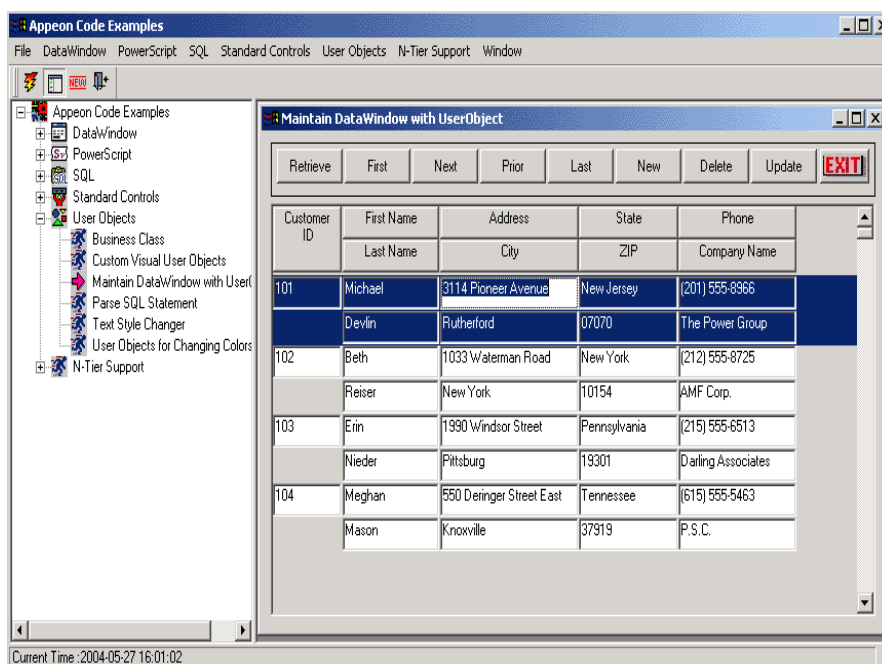 Appeon Code Examples
File DataWindow PowerScript SQL Standard Controls User Objects N-Tier Support Window
NEW
Appeon Code Examples
DataWindow
PowerScript
SQL
Standard Controls
User Objects
Business Class
Custom Visual User Objects
Maintain DataWindow with User(
Parse SQL Statement
Text Style Changer
User Objects for Changing Colors
N-Tier Support
Maintain DataWindow with UserObject
Retrieve First Next Prior Last New Delete Update EXIT
Customer ID First Name Address State Phone
Last Name City ZIP Company Name
101 Michael 3114 Pioneer Avenue New Jersey (201) 555-8966
Devlin Rutherford 07070 The Power Group
102 Beth 1033 Waterman Road New York (212) 555-8725
Reiser New York 10154 AMF Corp.
103 Erin 1990 Windsor Street Pennsylvania (215) 555-6513
Nieder Pittsburg 19301 Darling Associates
104 Meghan 550 Deringer Street East Tennessee (615) 555-5463
Mason Knoxville 37919 P.S.C.
Current Time :2004-05-27 16:01:02